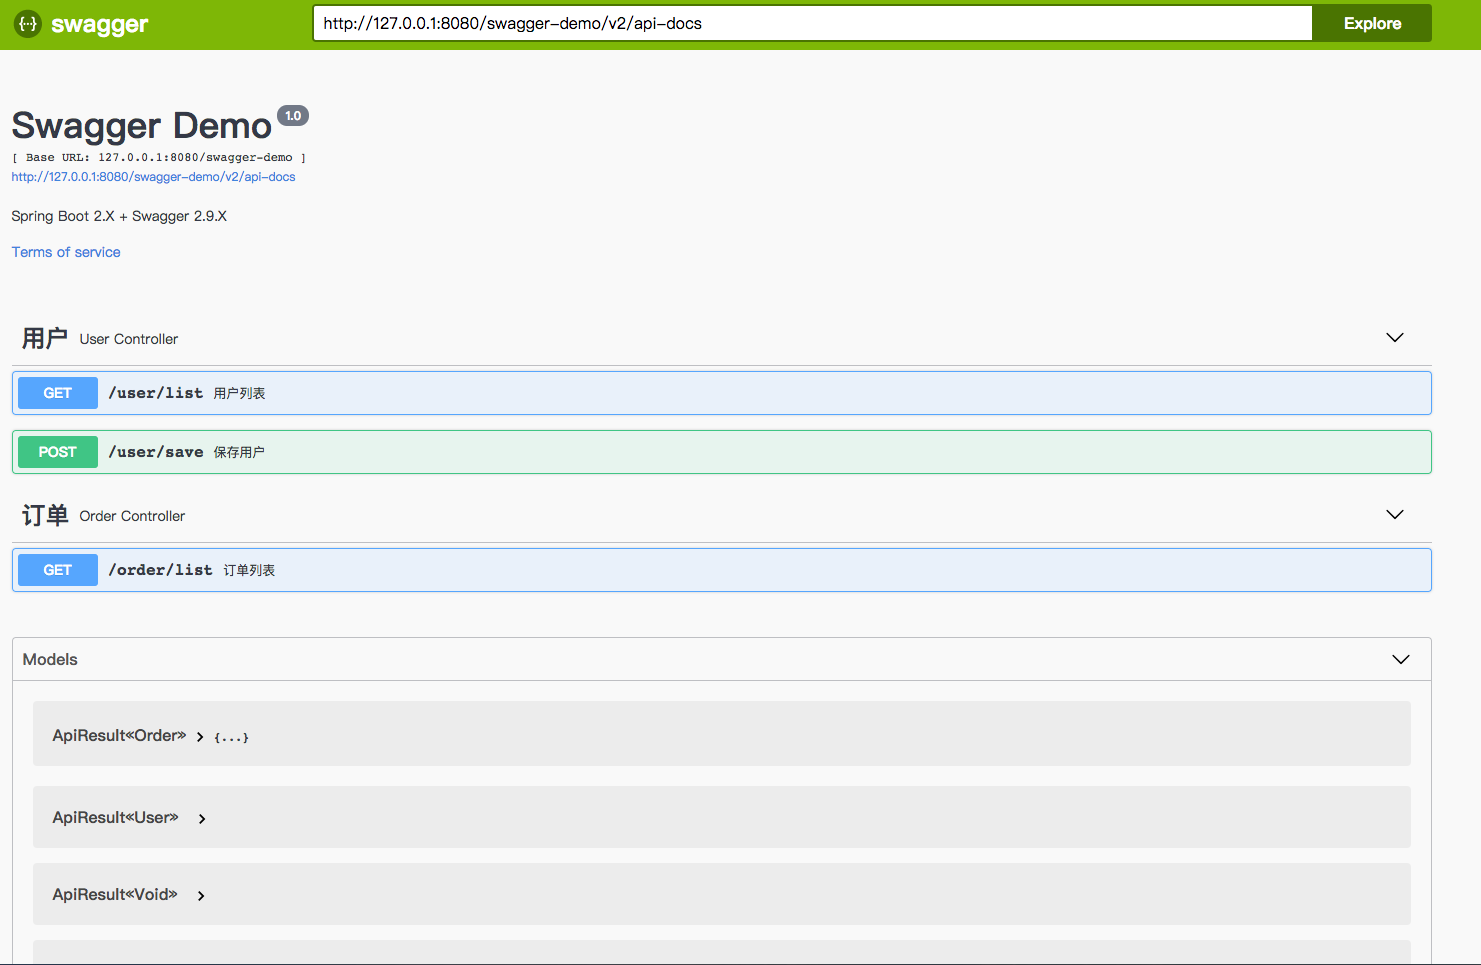 {···} swagger http://127.0.0.1:8080/swagger-demo/v2/api-docs Explore
Swagger Demo 1.0
[ Base URL: 127.0.0.1:8080/swagger-demo ]
http://127.0.0.1:8080/swagger-demo/v2/api-docs
Spring Boot 2.X + Swagger 2.9.X
Terms of service
用户 User Controller
GET /user/list 用户列表
POST /user/save 保存用户
订单 Order Controller
GET /order/list 订单列表
Models
ApiResult«Order» > {...}
ApiResult«User» >
ApiResult«Void» >